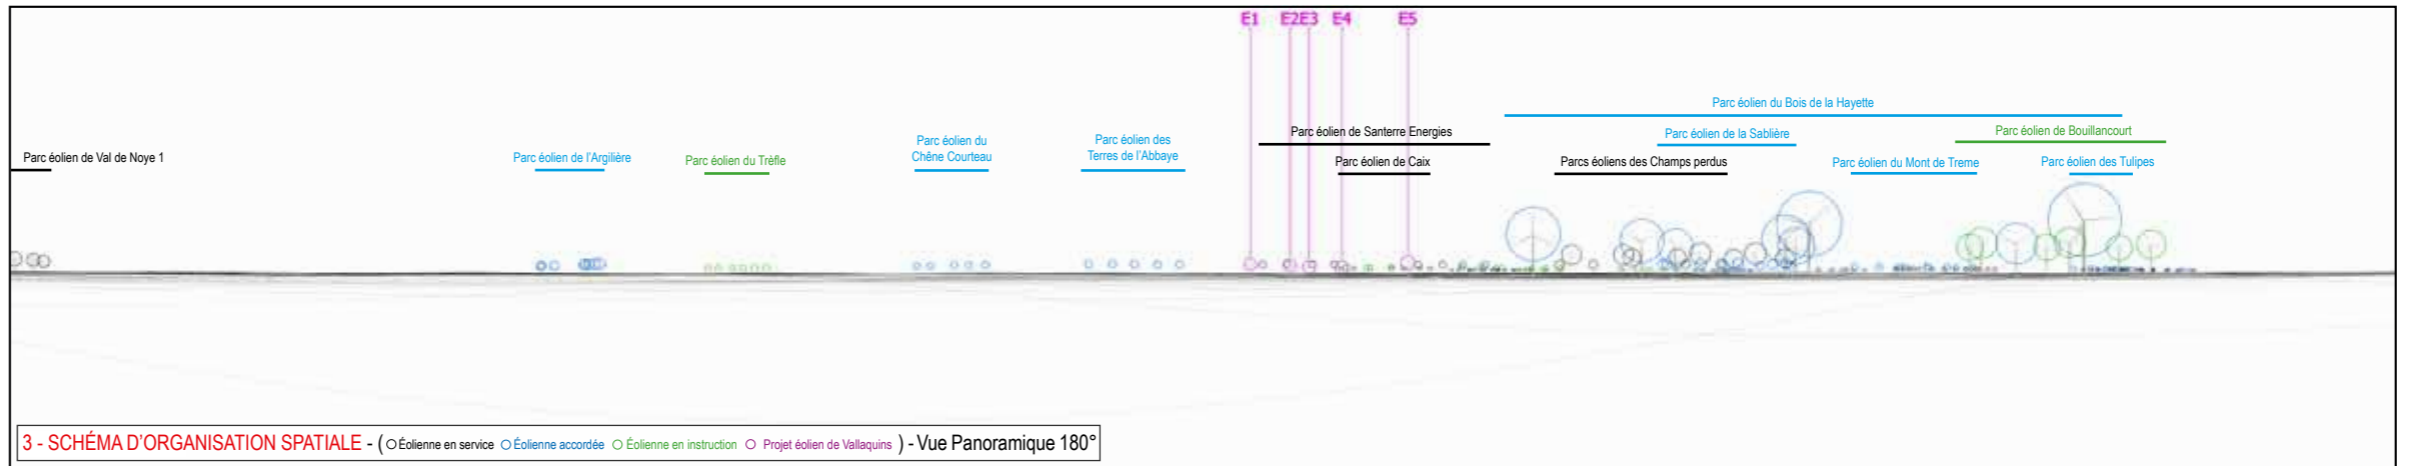 E1 E2 E3 E4 E5
Parc éolien du Bois de la Hayette
Parc éolien de Santerre Energies
Parc éolien de la Sablière
Parc éolien de Bouillancourt
Parc éolien de Val de Noye 1
Parc éolien de l'Argilière
Parc éolien du Trèfle
Parc éolien du
Chêne Courteau
Parc éolien des
Terres de l'Abbaye
Parc éolien de Caix
Parcs éoliens des Champs perdus
Parc éolien du Mont de Treme
Parc éolien des Tulipes
3 - SCHÉMA D'ORGANISATION SPATIALE - ( Éolienne en service Éolienne accordée Éolienne en instruction Projet éolien de Vallaquins ) - Vue Panoramique 180°